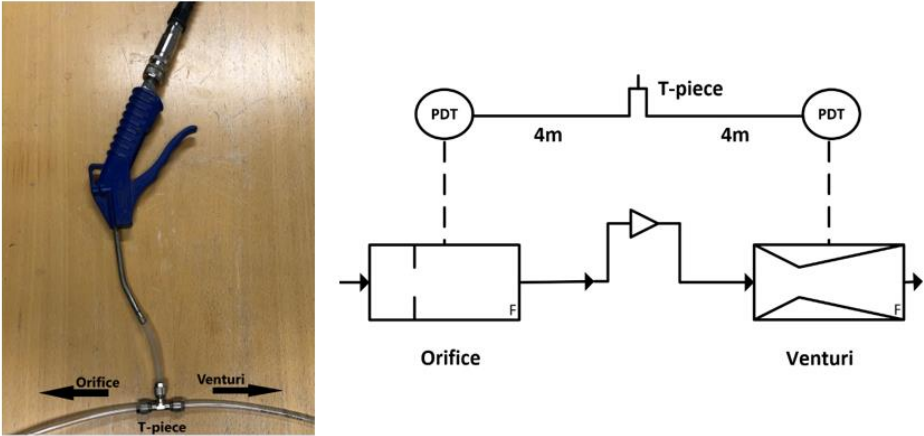 Orifice
Venturi
T-piece
T-piece
PDT
PDT
4m
4m
F
F
Orifice
Venturi